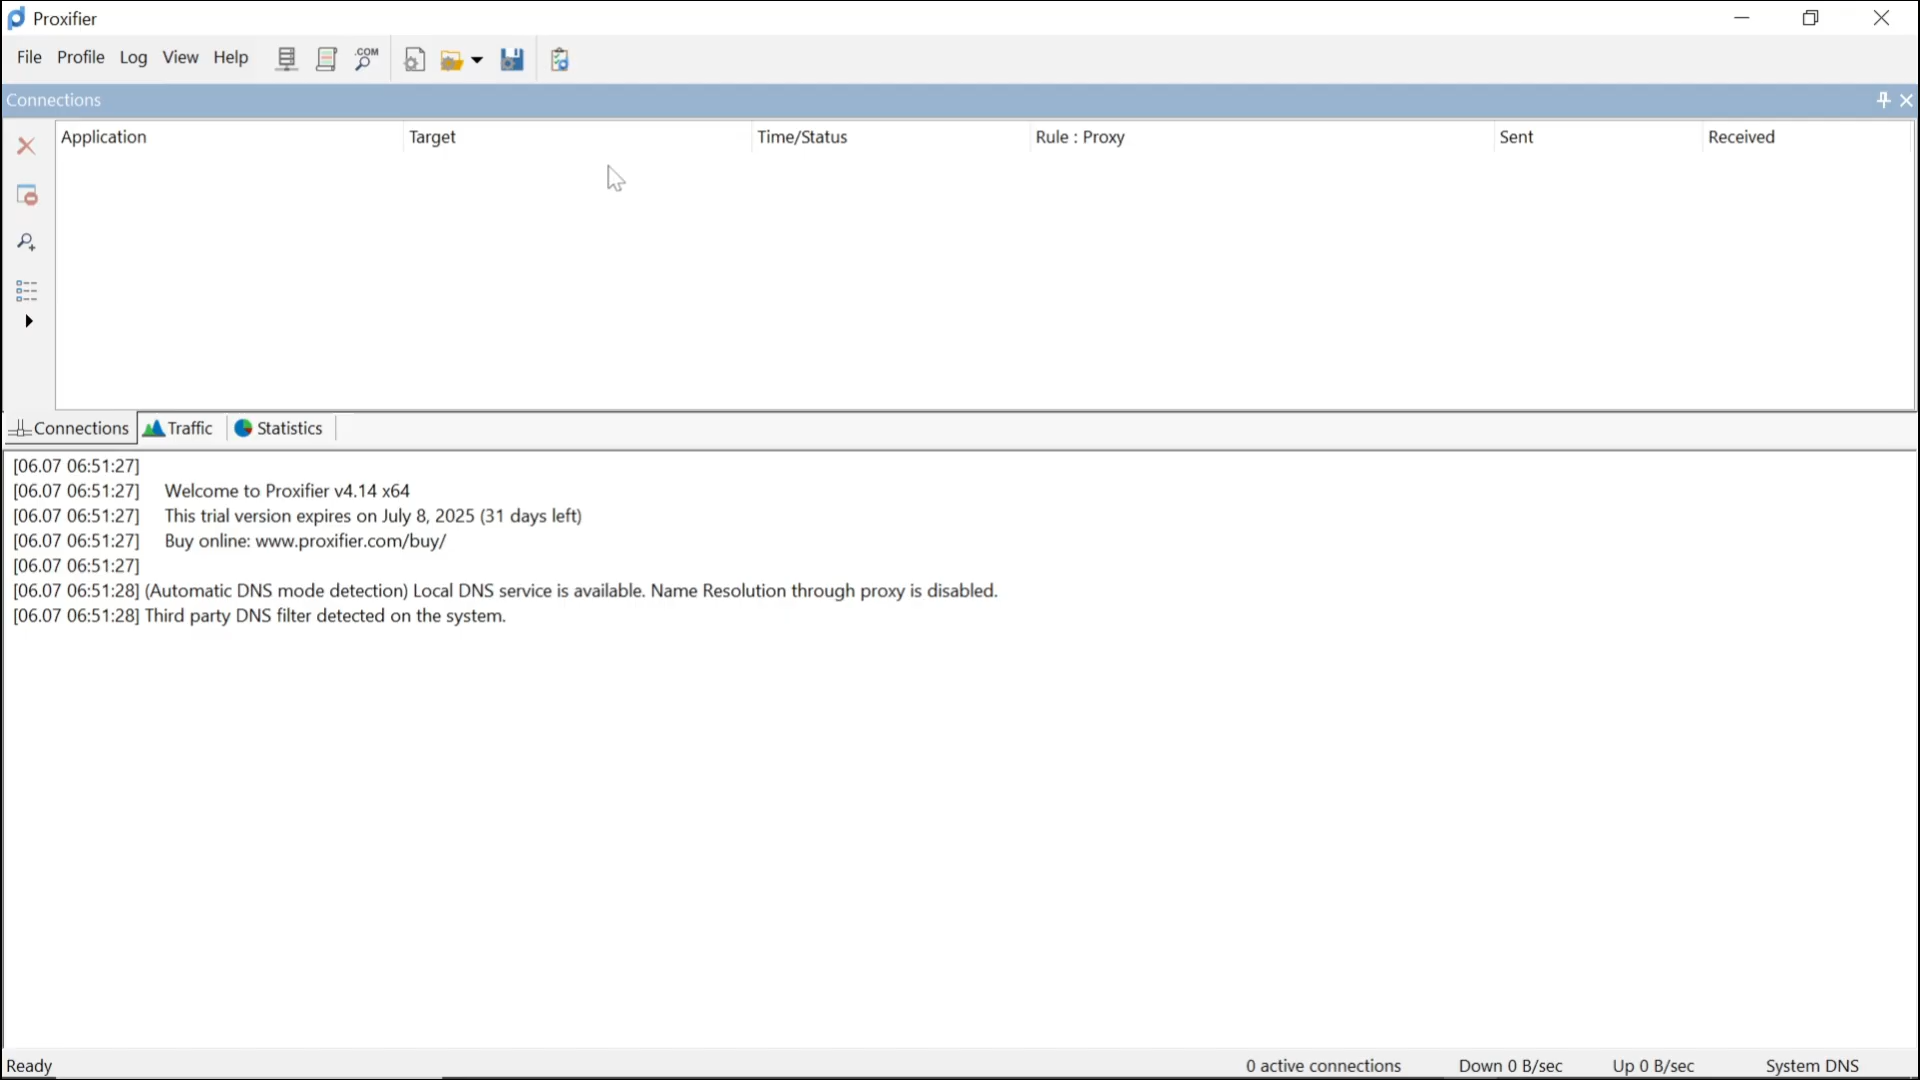 Proxifier
File Profile Log View Help .COM
Connections
Application Target Time/Status Rule : Proxy Sent Received
Connections Traffic Statistics
[06.07 06:51:27]
[06.07 06:51:27] Welcome to Proxifier v4.14 x64
[06.07 06:51:27] This trial version expires on July 8, 2025 (31 days left)
[06.07 06:51:27] Buy online: www.proxifier.com/buy/
[06.07 06:51:27]
[06.07 06:51:28] (Automatic DNS mode detection) Local DNS service is available. Name Resolution through proxy is disabled.
[06.07 06:51:28] Third party DNS filter detected on the system.
Ready 0 active connections Down 0 B/sec Up 0 B/sec System DNS